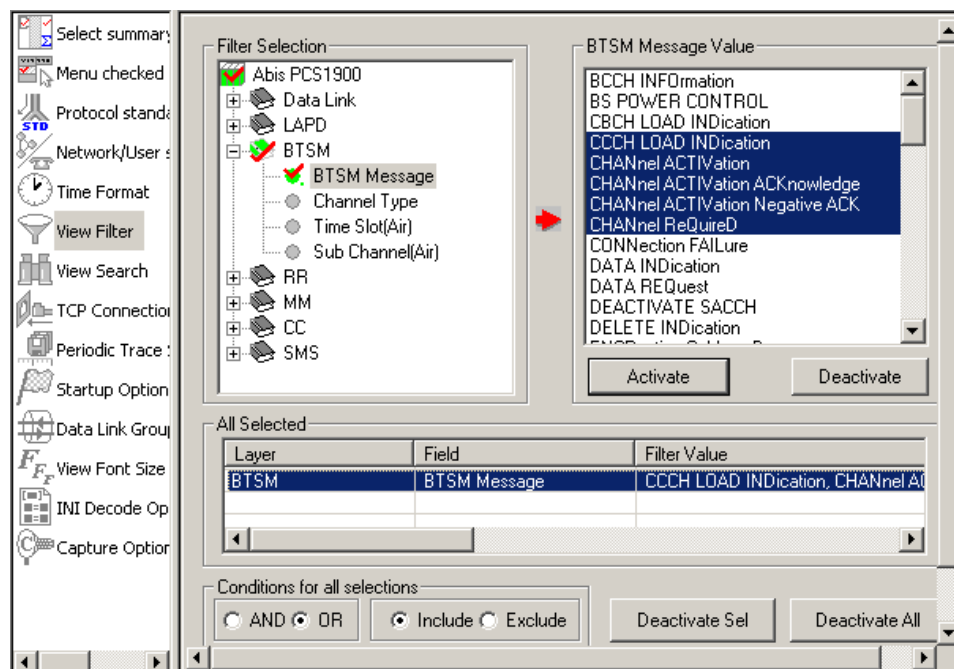 Select summary
Menu checked
STD
Protocol standa
Network/User s
Time Format
View Filter
View Search
TCP Connection
Periodic Trace S
Startup Option
Data Link Grou
View Font Size
INI Decode Op
Capture Option
Filter Selection
Abis PCS1900
Data Link
LAPD
BTSM
BTSM Message
Channel Type
Time Slot(Air)
Sub Channel(Air)
RR
MM
CC
SMS
BTSM Message Value
BCCH INFOrmation
BS POWER CONTROL
CBCH LOAD INDication
CCCH LOAD INDication
CHANnel ACTIVation
CHANnel ACTIVation ACKnowledge
CHANnel ACTIVation Negative ACK
CHANnel ReQuireD
CONNection FAILure
DATA INDication
DATA REQuest
DEACTIVATE SACCH
DELETE INDication
Activate Deactivate
All Selected
Layer Field Filter Value
BTSM BTSM Message CCCH LOAD INDication, CHANnel AC
Conditions for all selections
AND OR Include Exclude Deactivate Sel Deactivate All